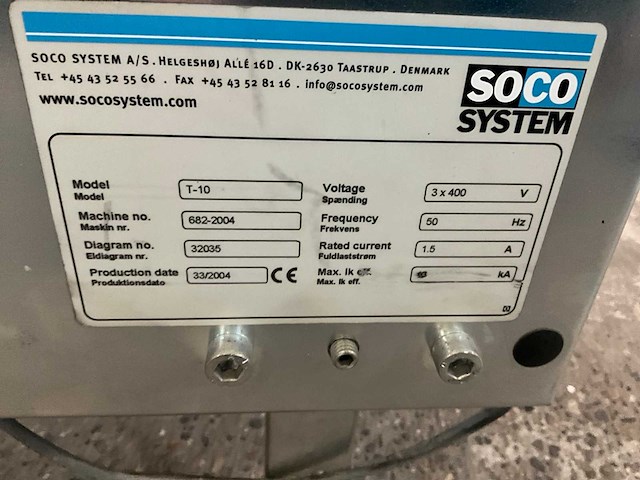 SOCO SYSTEM A/S. HELGESHØJ ALLÉ 16D . DK-2630 TAASTRUP . DENMARK
TEL +45 43 52 55 66 . FAX +45 43 52 81 16 . info@socosystem.com
www.socosystem.com
SOCO
SYSTEM
Model T-10
Model
Machine no. 682-2004
Maskin nr.
Diagram no. 32035
Eldiagram nr.
Production date 33/2004 CE
Produktionsdato
Voltage 3 x 400 V
Spænding
Frequency 50 Hz
Frekvens
Rated current 1.5 A
Fuldlaststrøm
Max. Ik eff. kA
Max. Ik eff.